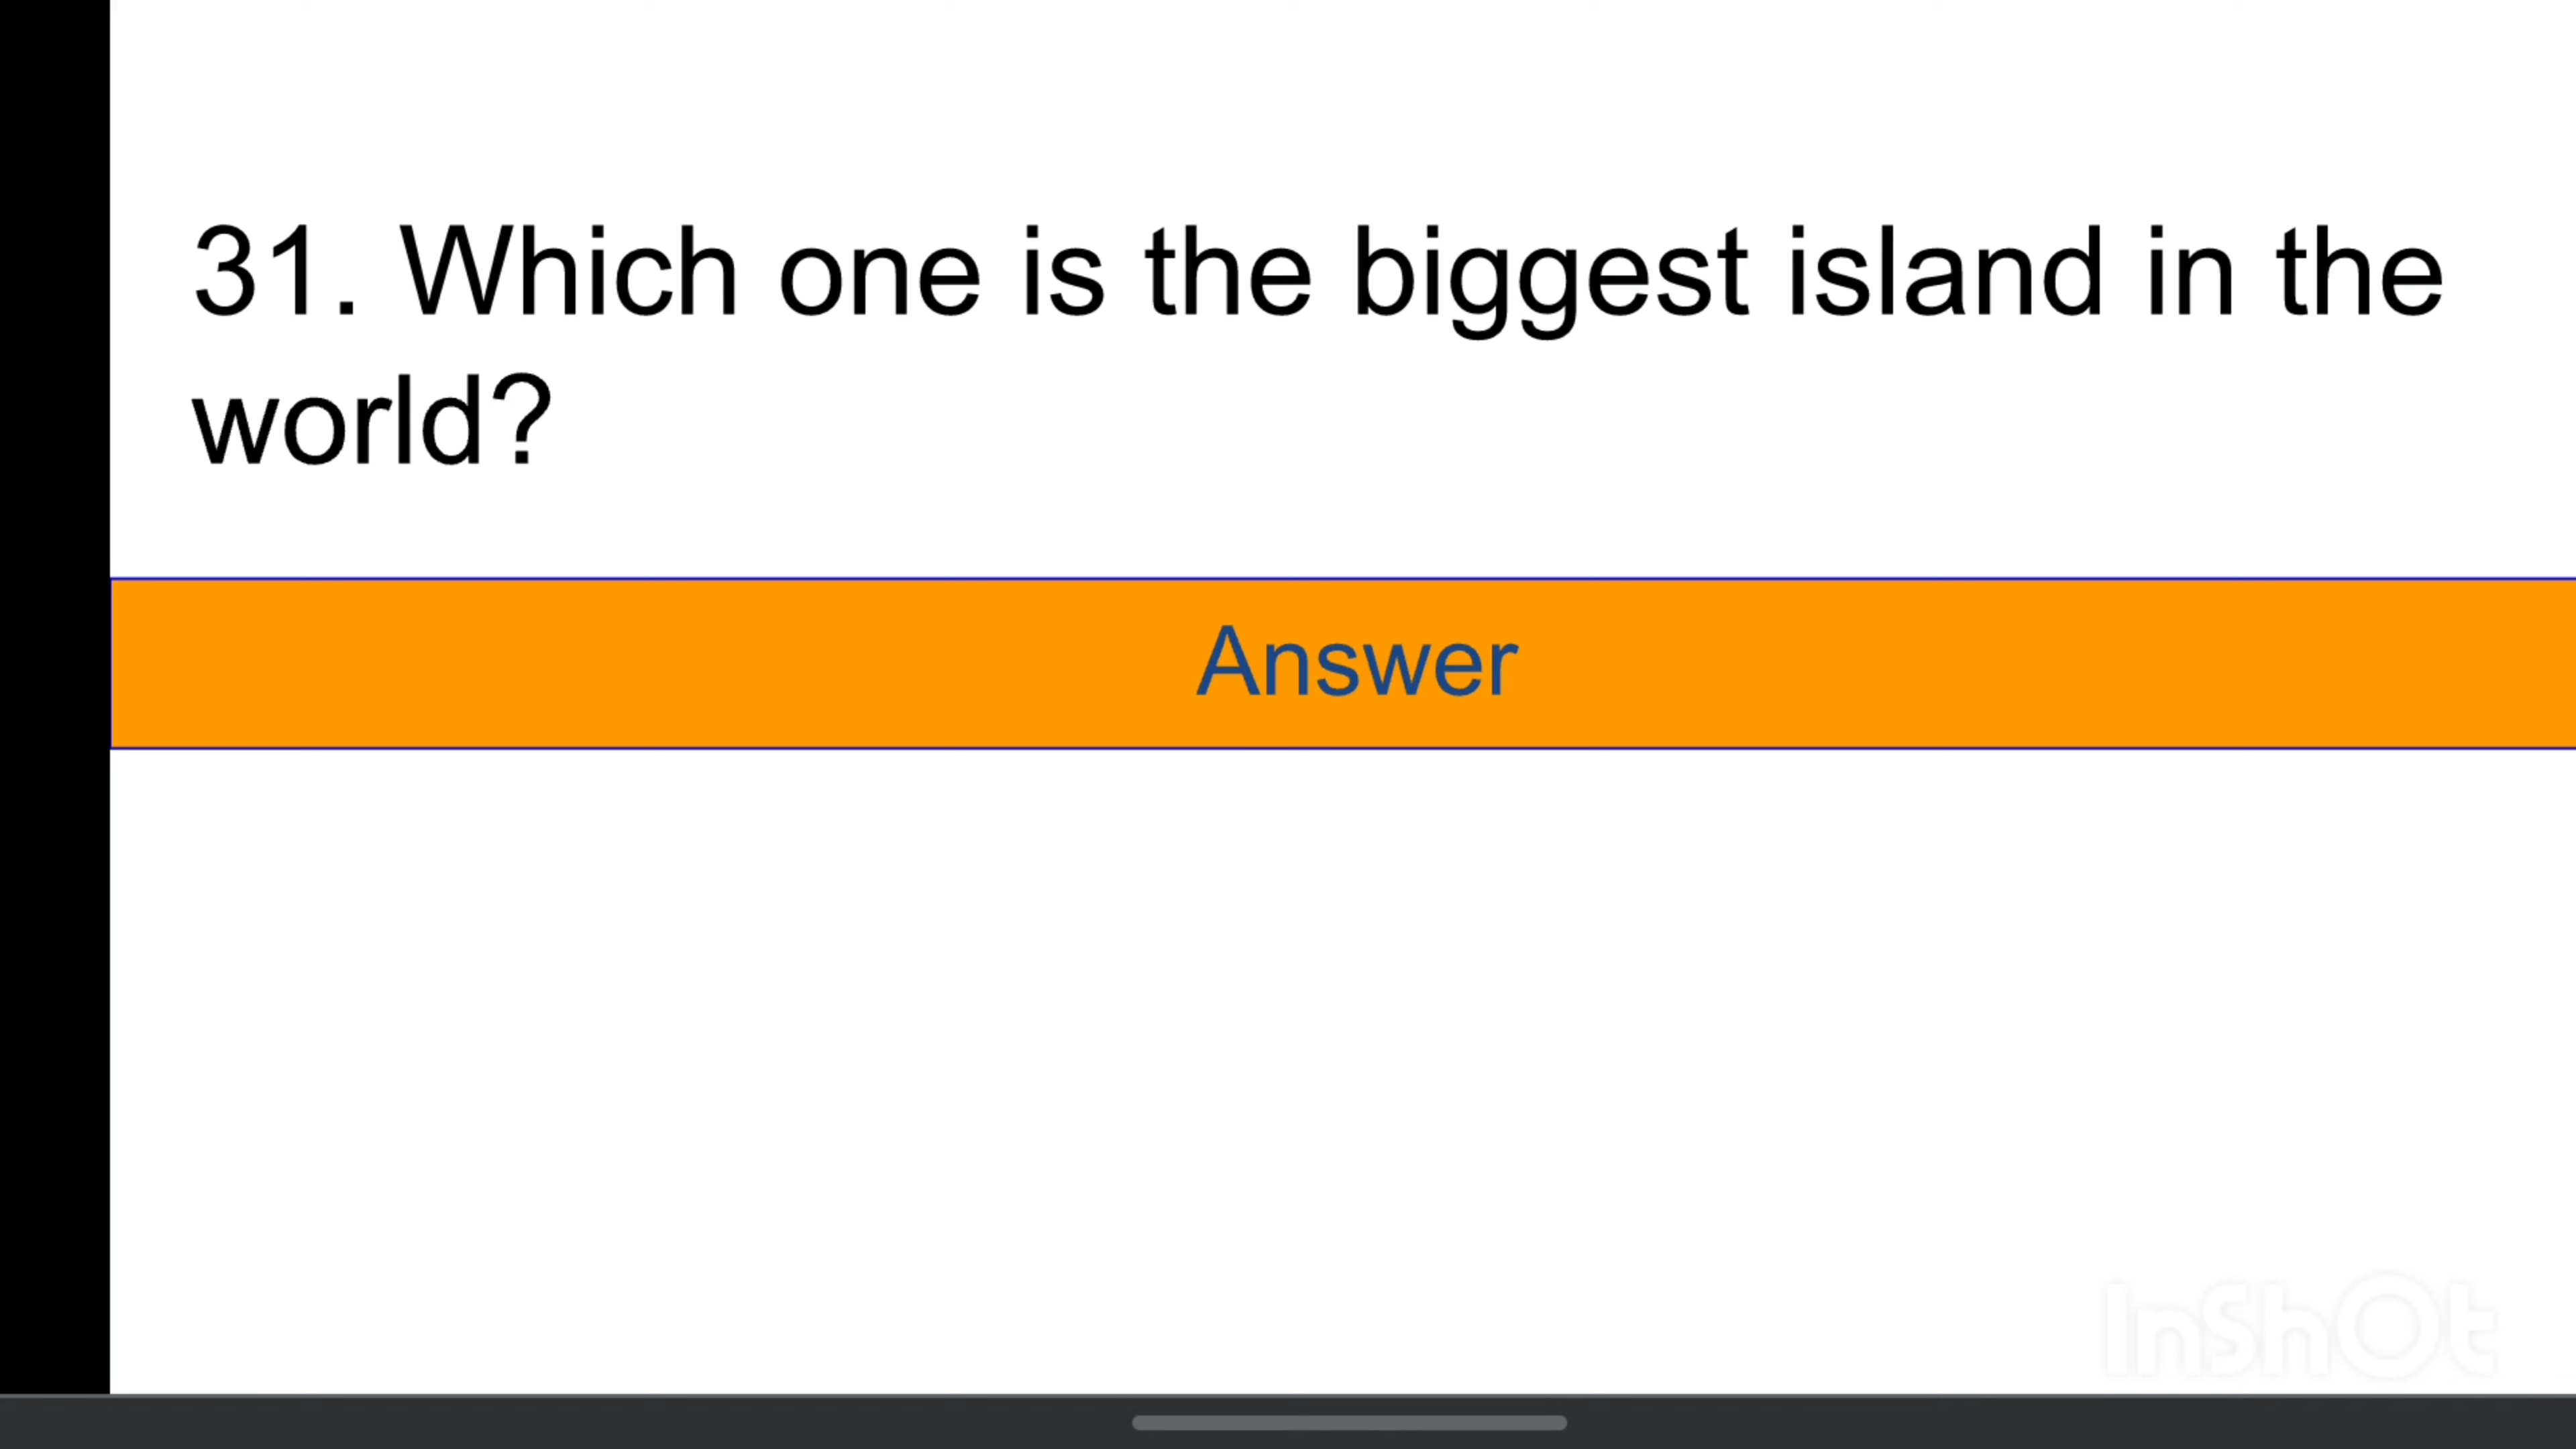 31. Which one is the biggest island in the
world?
Answer
InShOt